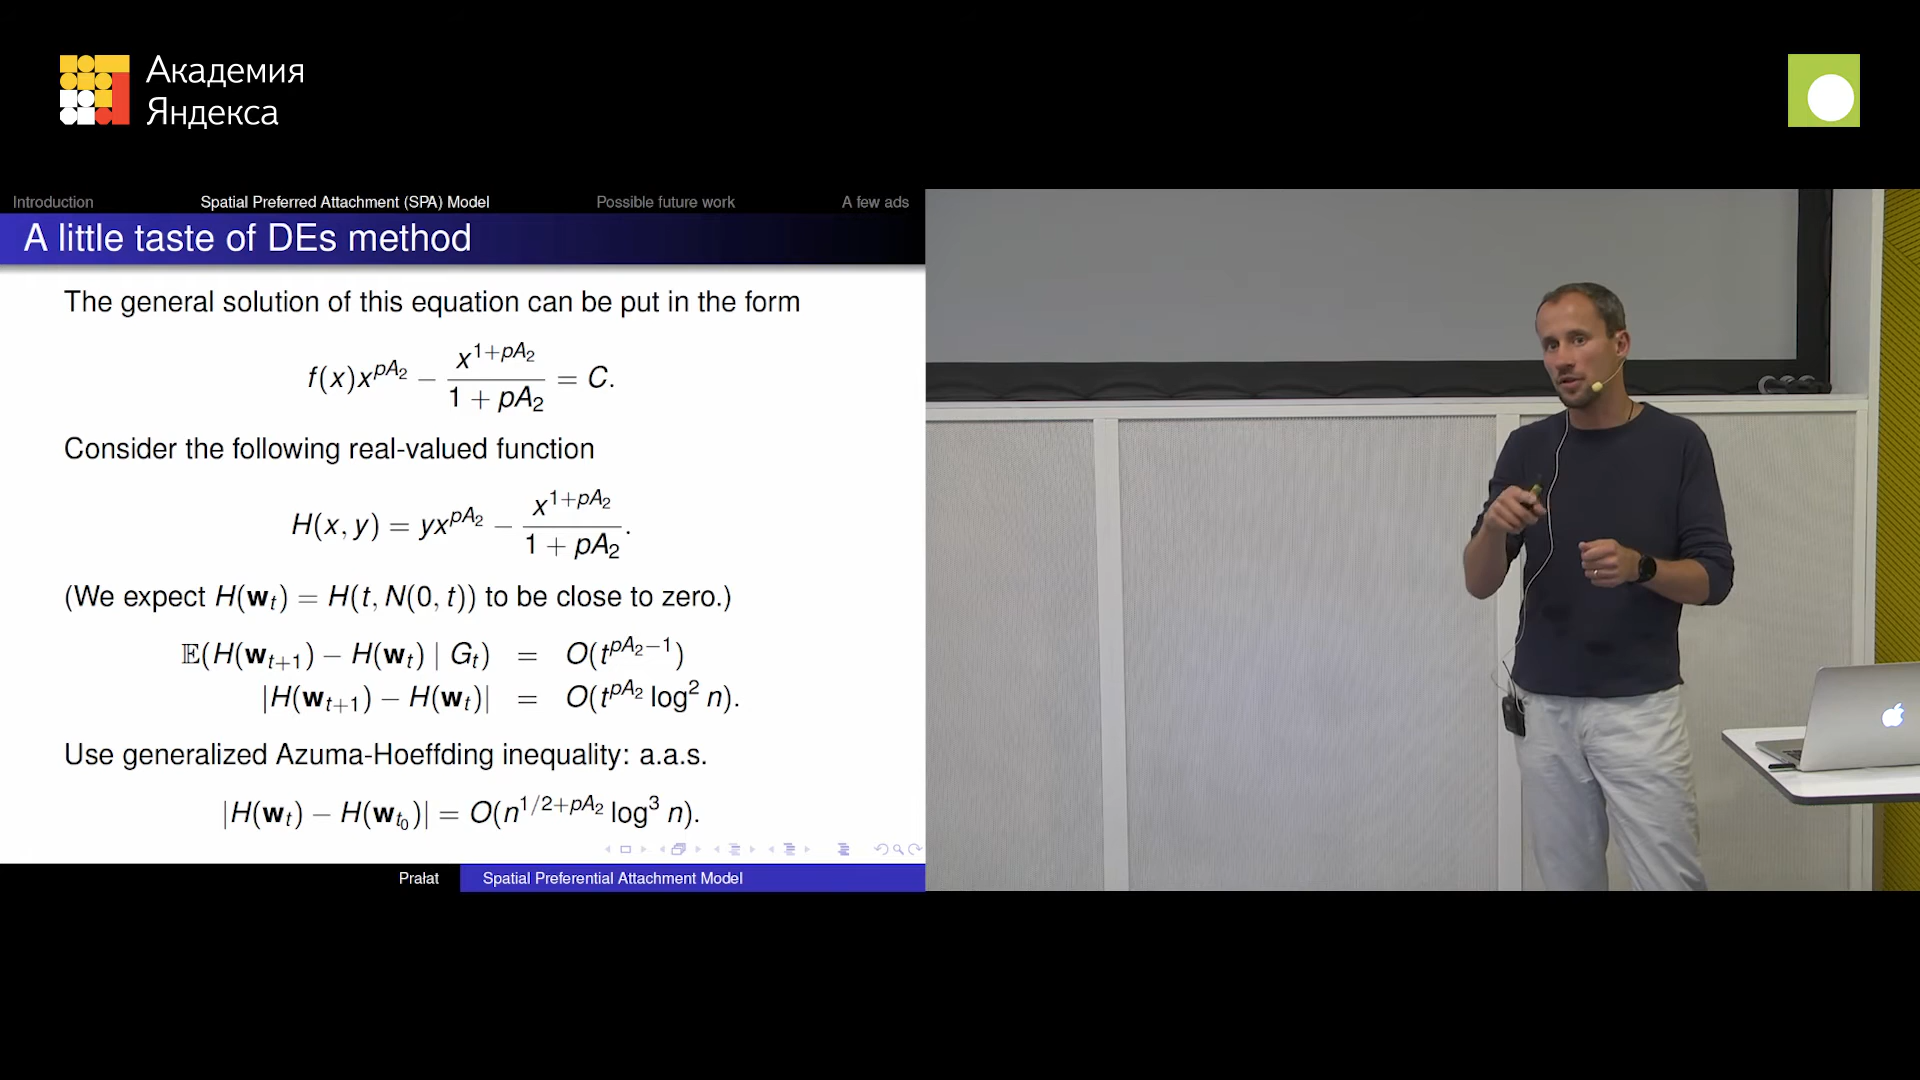 Академия
Яндекса
Introduction Spatial Preferred Attachment (SPA) Model Possible future work A few ads
A little taste of DEs method
The general solution of this equation can be put in the form
f(x)x^{pA_2} − \frac{x^{1+pA_2}}{1 + pA_2} = C.
Consider the following real-valued function
H(x, y) = yx^{pA_2} − \frac{x^{1+pA_2}}{1 + pA_2}.
(We expect H(w_t) = H(t, N(0, t)) to be close to zero.)
𝔼(H(w_{t+1}) − H(w_t) | G_t) = O(t^{pA_2−1})
|H(w_{t+1}) − H(w_t)| = O(t^{pA_2} log^2 n).
Use generalized Azuma-Hoeffding inequality: a.a.s.
|H(w_t) − H(w_{t_0})| = O(n^{1/2+pA_2} log^3 n).
Prałat Spatial Preferential Attachment Model